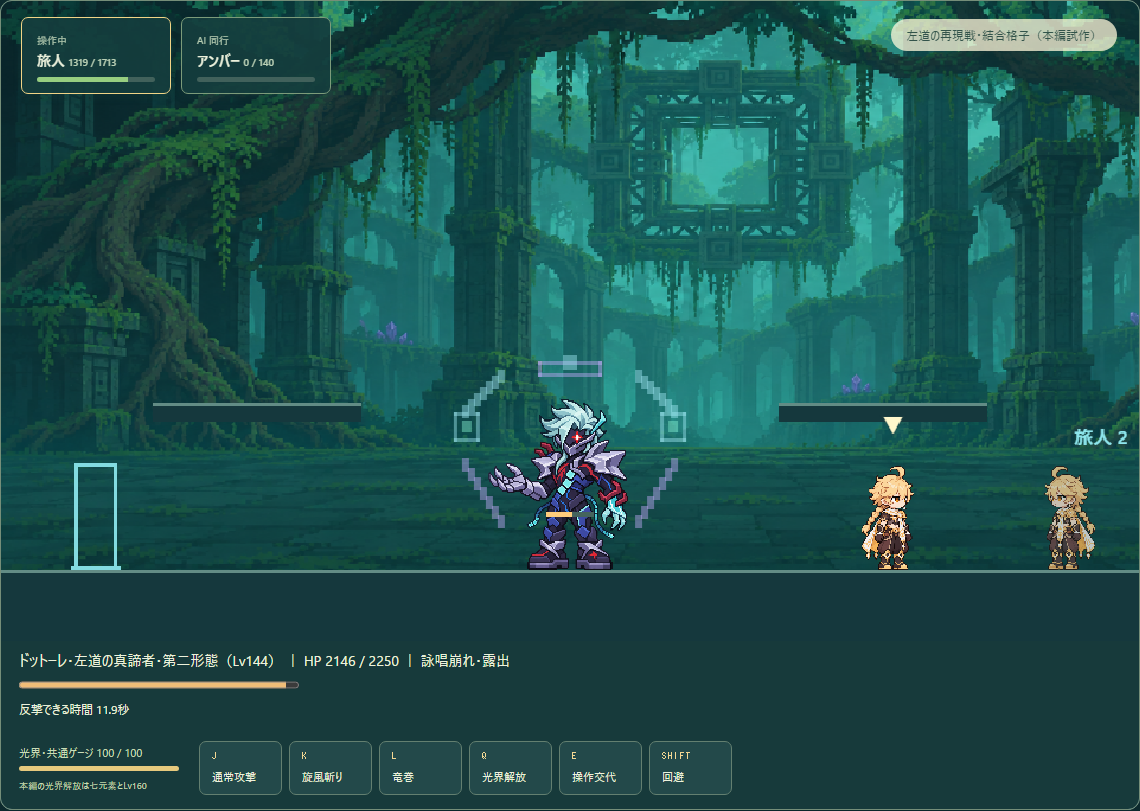 操作中
旅人 1319 / 1713
AI 同行
アンバー 0 / 140
左道の再現戦・結合格子（本編試作）
旅人 2
ドットーレ・左道の真諦者・第二形態（Lv144） | HP 2146 / 2250 | 詠唱崩れ・露出
反撃できる時間 11.9秒
光界・共通ゲージ 100 / 100
本編の光界解放は七元素とLv160
J
通常攻撃
K
旋風斬り
L
竜巻
Q
光界解放
E
操作交代
SHIFT
回避